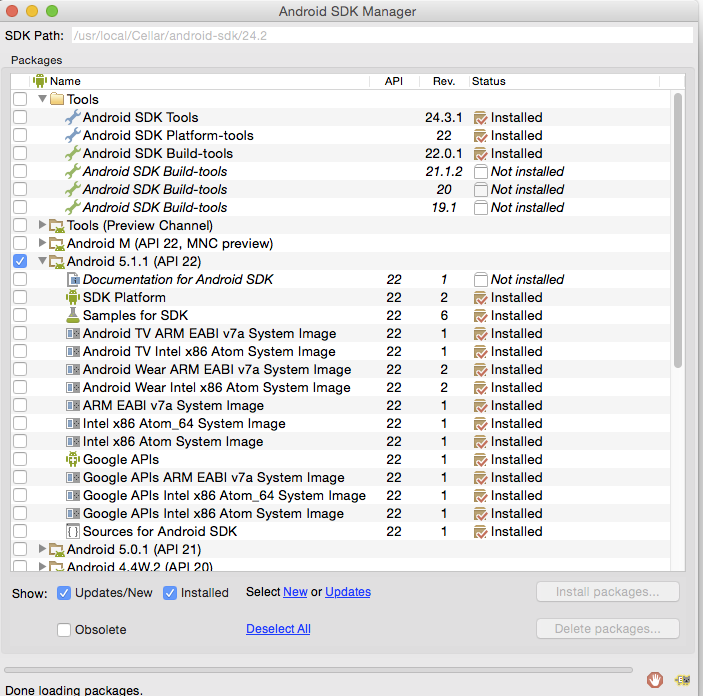 Android SDK Manager
SDK Path: /usr/local/Cellar/android-sdk/24.2
Packages
Name API Rev. Status
Tools
Android SDK Tools 24.3.1 Installed
Android SDK Platform-tools 22 Installed
Android SDK Build-tools 22.0.1 Installed
Android SDK Build-tools 21.1.2 Not installed
Android SDK Build-tools 20 Not installed
Android SDK Build-tools 19.1 Not installed
Tools (Preview Channel)
Android M (API 22, MNC preview)
Android 5.1.1 (API 22)
Documentation for Android SDK 22 1 Not installed
SDK Platform 22 2 Installed
Samples for SDK 22 6 Installed
Android TV ARM EABI v7a System Image 22 1 Installed
Android TV Intel x86 Atom System Image 22 1 Installed
Android Wear ARM EABI v7a System Image 22 2 Installed
Android Wear Intel x86 Atom System Image 22 2 Installed
ARM EABI v7a System Image 22 1 Installed
Intel x86 Atom_64 System Image 22 1 Installed
Intel x86 Atom System Image 22 1 Installed
Google APIs 22 1 Installed
Google APIs ARM EABI v7a System Image 22 1 Installed
Google APIs Intel x86 Atom_64 System Image 22 1 Installed
Google APIs Intel x86 Atom System Image 22 1 Installed
Sources for Android SDK 22 1 Installed
Android 5.0.1 (API 21)
Android 4.4W.2 (API 20)
Show: Updates/New Installed Select New or Updates Install packages...
Obsolete Deselect All Delete packages...
Done loading packages.